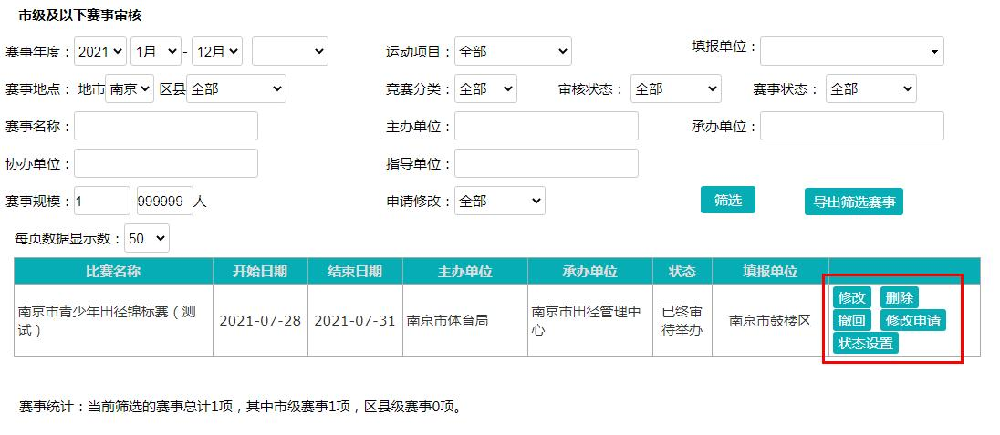 市级及以下赛事审核
赛事年度：2021 1月 - 12月 运动项目：全部 填报单位：
赛事地点： 地市南京 区县全部 竞赛分类：全部 审核状态： 全部 赛事状态： 全部
赛事名称： 主办单位： 承办单位：
协办单位： 指导单位：
赛事规模：1 -999999 人 申请修改：全部 筛选 导出筛选赛事
每页数据显示数：50
比赛名称 开始日期 结束日期 主办单位 承办单位 状态 填报单位
南京市青少年田径锦标赛（测试） 2021-07-28 2021-07-31 南京市体育局 南京市田径管理中心 已终审待举办 南京市鼓楼区
修改 删除
撤回 修改申请
状态设置
赛事统计：当前筛选的赛事总计1项，其中市级赛事1项，区县级赛事0项。